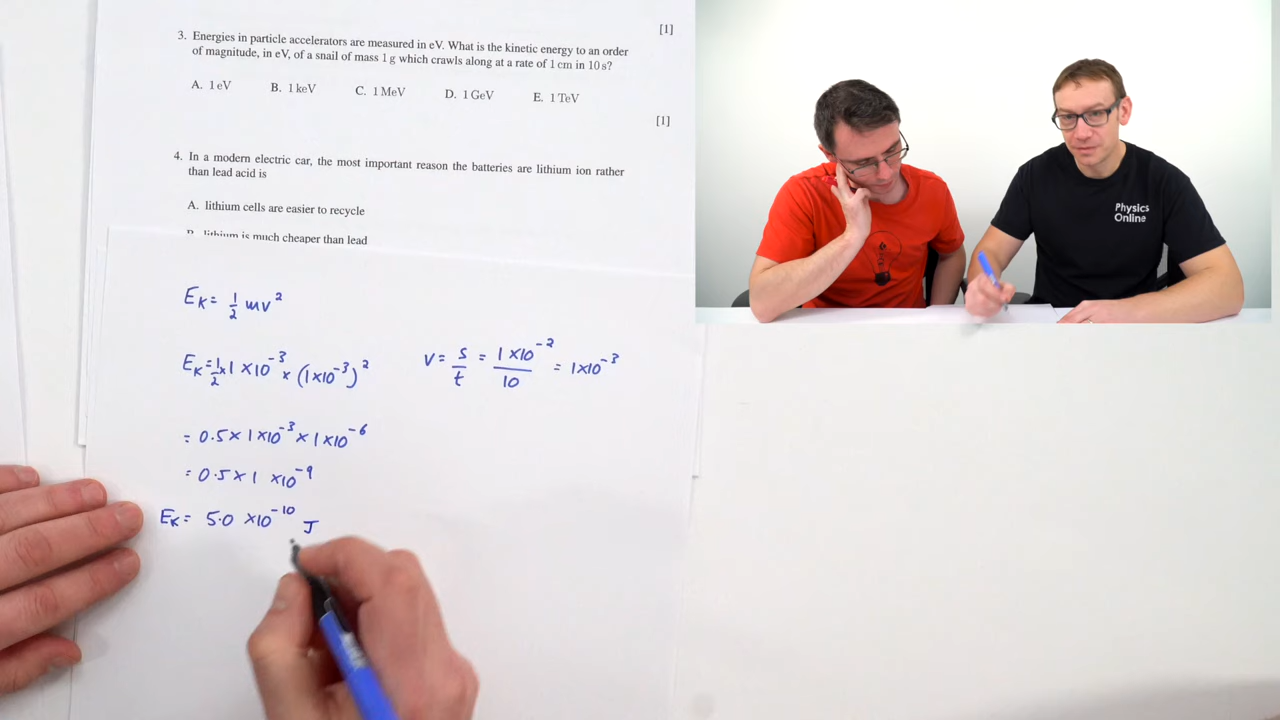 [1]
3. Energies in particle accelerators are measured in eV. What is the kinetic energy to an order
of magnitude, in eV, of a snail of mass 1 g which crawls along at a rate of 1 cm in 10 s?
A. 1 eV B. 1 keV C. 1 MeV D. 1 GeV E. 1 TeV
[1]
4. In a modern electric car, the most important reason the batteries are lithium ion rather
than lead acid is
A. lithium cells are easier to recycle
B. lithium is much cheaper than lead
E_K = 1/2 mv²
E_K = 1/2 × 1 × 10⁻³ × (1×10⁻³)²
v = s/t = 1 × 10⁻²/10 = 1×10⁻³
= 0.5 × 1 × 10⁻³ × 1 × 10⁻⁶
= 0.5 × 1 × 10⁻⁹
E_K = 5.0 × 10⁻¹⁰ J
Physics
Online